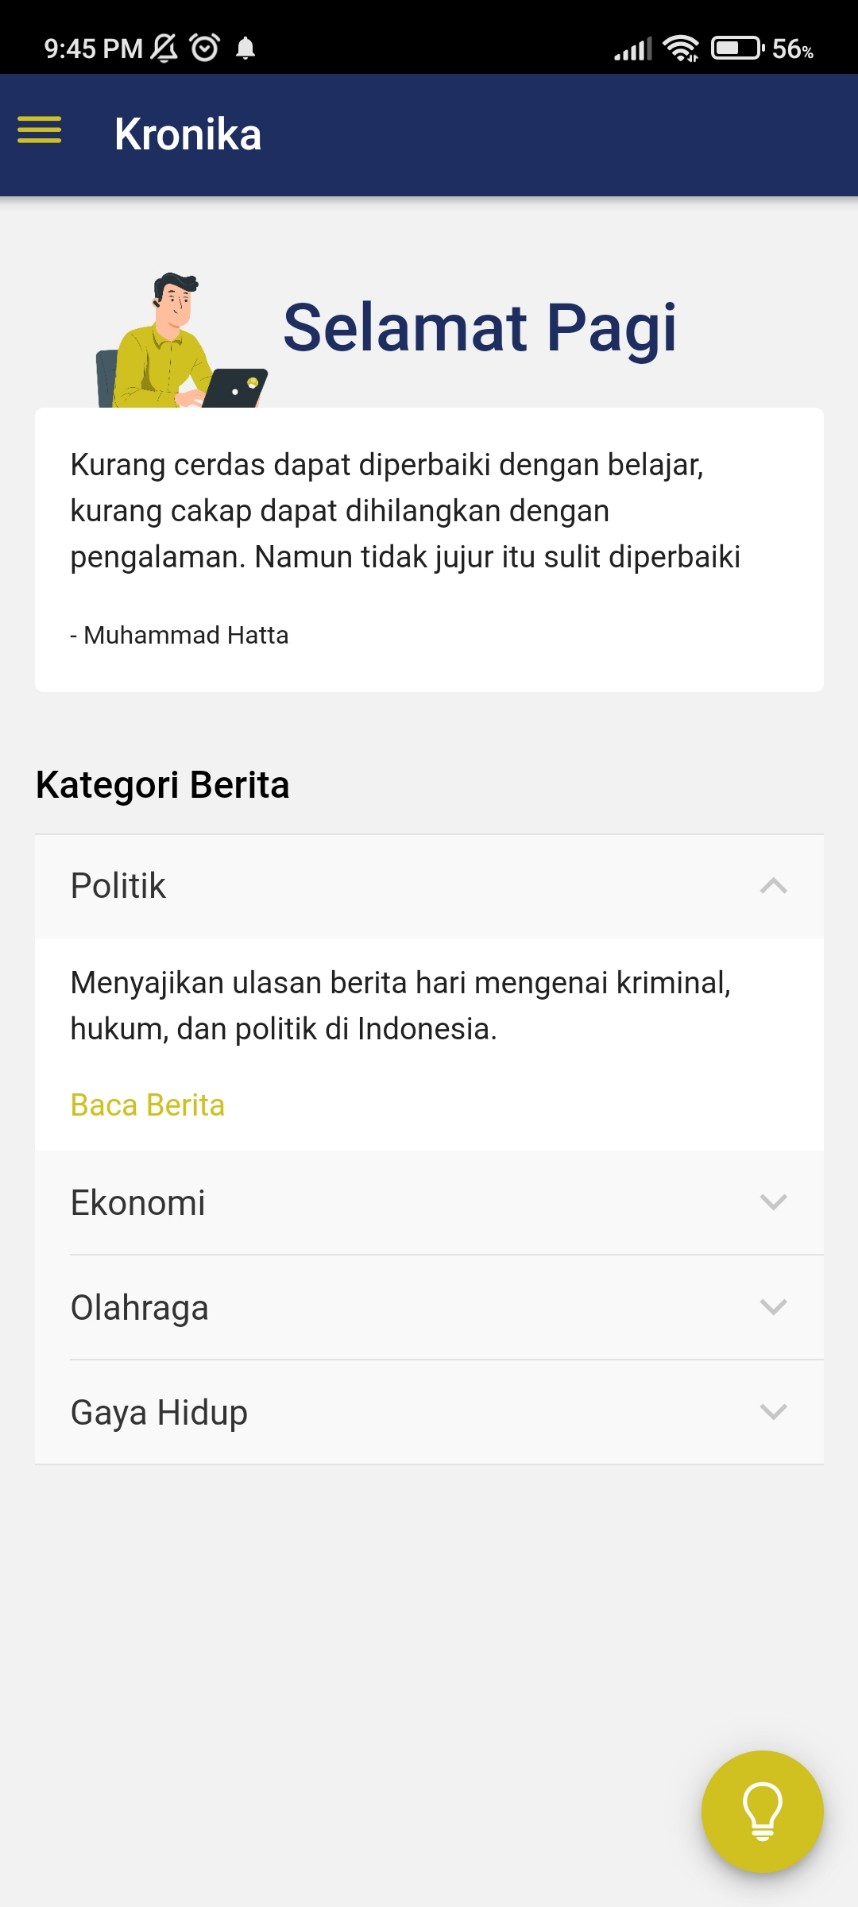 9:45 PM
56%
Kronika
Selamat Pagi
Kurang cerdas dapat diperbaiki dengan belajar,
kurang cakap dapat dihilangkan dengan
pengalaman. Namun tidak jujur itu sulit diperbaiki
- Muhammad Hatta
Kategori Berita
Politik
Menyajikan ulasan berita hari mengenai kriminal,
hukum, dan politik di Indonesia.
Baca Berita
Ekonomi
Olahraga
Gaya Hidup